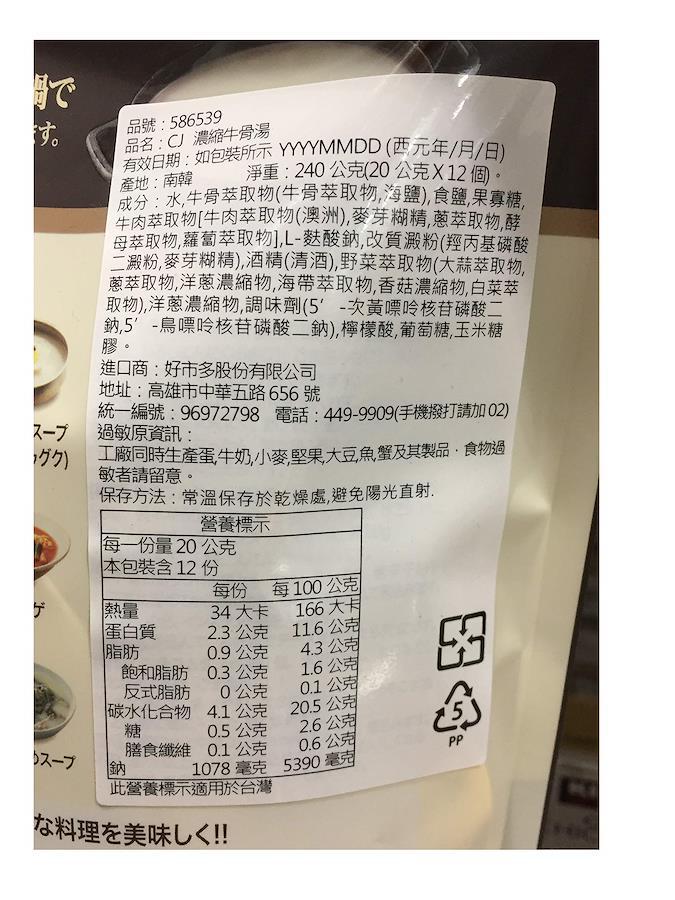 鍋で
す。
品號：586539
品名：CJ 濃縮牛骨湯
有效日期：如包裝所示 YYYYMMDD (西元年/月/日)
產地：南韓 淨重：240 公克(20 公克X12個)。
成分：水,牛骨萃取物(牛骨萃取物,海鹽),食鹽,果寡糖,
牛肉萃取物[牛肉萃取物(澳洲),麥芽糊精,蔥萃取物,酵
母萃取物,蘿蔔萃取物],L-麩酸鈉,改質澱粉(羥丙基磷酸
二澱粉,麥芽糊精),酒精(清酒),野菜萃取物(大蒜萃取物,
蔥萃取物,洋蔥濃縮物,海帶萃取物,香菇濃縮物,白菜萃
取物),洋蔥濃縮物,調味劑(5’-次黃嘌呤核苷磷酸二
鈉,5’-鳥嘌呤核苷磷酸二鈉),檸檬酸,葡萄糖,玉米糖
膠。
進口商：好市多股份有限公司
地址：高雄市中華五路656號
統一編號：96972798 電話：449-9909(手機撥打請加02)
過敏原資訊：
工廠同時生產蛋,牛奶,小麥,堅果,大豆,魚,蟹及其製品，食物過
敏者請留意。
保存方法：常溫保存於乾燥處,避免陽光直射.
營養標示
每一份量 20 公克
本包裝含 12 份
每份 每 100 公克
熱量 34 大卡 166 大卡
蛋白質 2.3 公克 11.6 公克
脂肪 0.9 公克 4.3 公克
飽和脂肪 0.3 公克 1.6 公克
反式脂肪 0 公克 0.1 公克
碳水化合物 4.1 公克 20.5 公克
糖 0.5 公克 2.6 公克
膳食纖維 0.1 公克 0.6 公克
鈉 1078 毫克 5390 毫克
此營養標示適用於台灣
5
PP
スープ
グク)
ゲ
スープ
な料理を美味しく!!